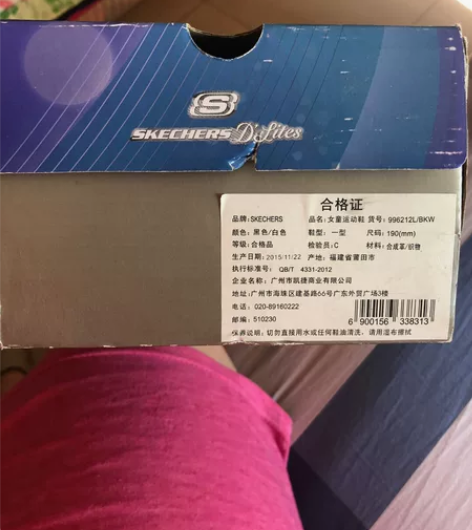 S
SKECHERS D'Lites
合格证
品牌:SKECHERS 品名:女童运动鞋 货号:996212L/BKW
颜色:黑色/白色 鞋型:一型 尺码:190(mm)
等级:合格品 检验员:C 材料:合成革/织物
生产日期:2015/11/22 产地:福建省莆田市
执行标准号: QB/T 4331-2012
企业名称:广州市凯捷商业有限公司
地址:广州市海珠区建基路66号广东外贸广场3楼
电话: 020-89160222
邮编: 510230
6 900156 338313
保养说明:切勿直接用水或任何鞋油清洗、请用湿布擦拭